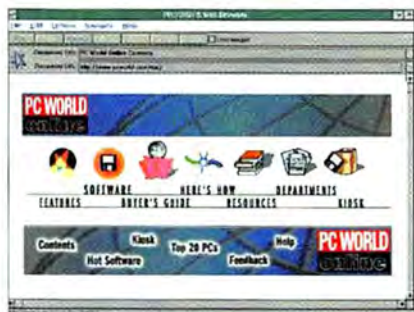 PC WORLD
online
SOFTWARE HERE'S HOW DEPARTMENTS
FEATURES BUYER'S GUIDE RESOURCES KIOSK
Contents Kiosk Top 20 PCs Help PC WORLD
Hot Software Feedback online